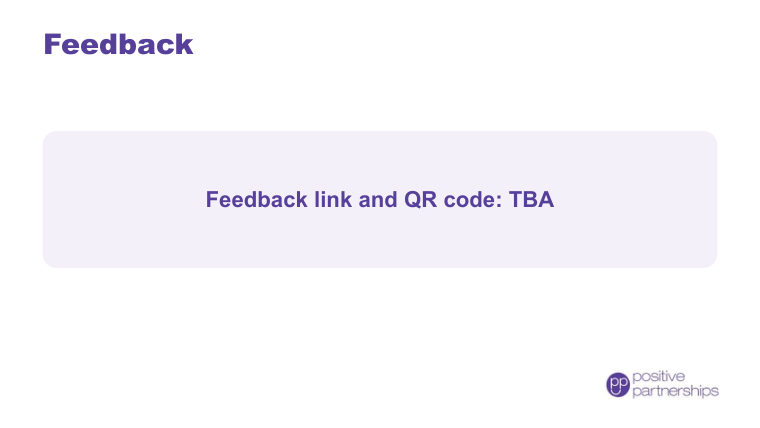 Feedback
Feedback link and QR code: TBA
pp
positive
partnerships